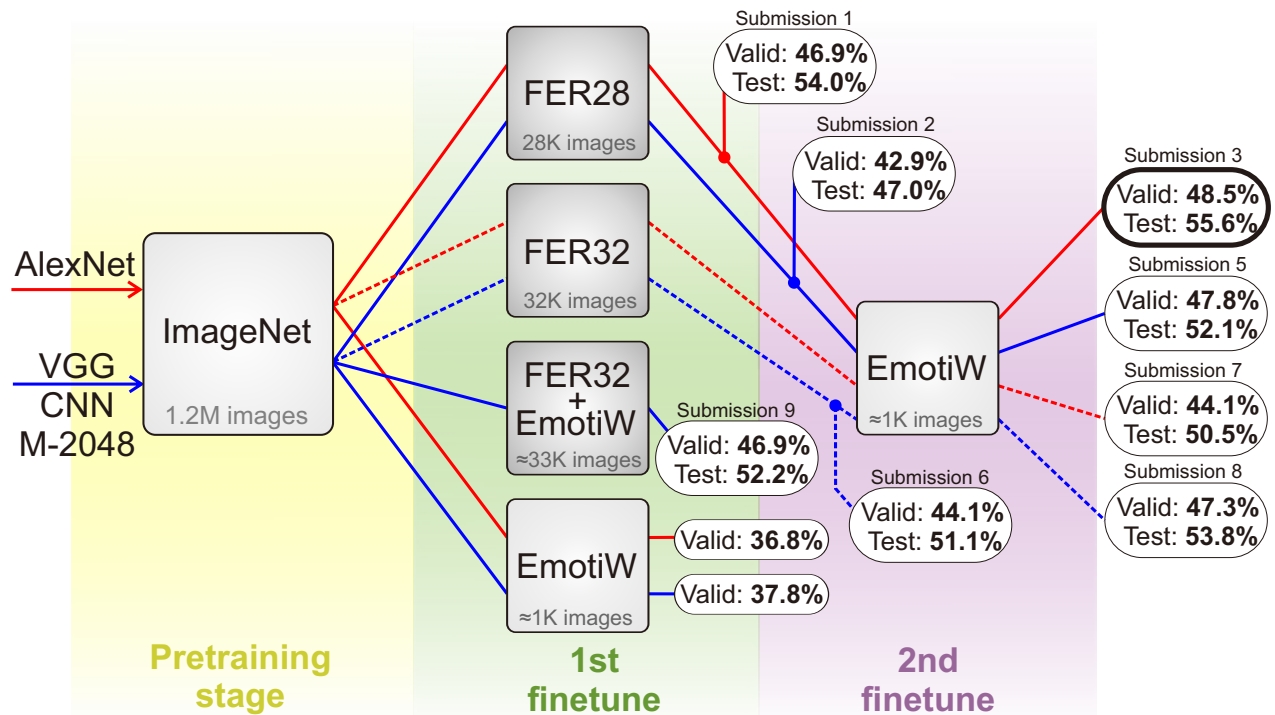 AlexNet
VGG
CNN
M-2048
ImageNet
1.2M images
FER28
28K images
FER32
32K images
FER32
+
EmotiW
≈33K images
EmotiW
≈1K images
Submission 1
Valid: 46.9%
Test: 54.0%
Submission 2
Valid: 42.9%
Test: 47.0%
Submission 9
Valid: 46.9%
Test: 52.2%
Valid: 36.8%
Valid: 37.8%
EmotiW
≈1K images
Submission 6
Valid: 44.1%
Test: 51.1%
Submission 3
Valid: 48.5%
Test: 55.6%
Submission 5
Valid: 47.8%
Test: 52.1%
Submission 7
Valid: 44.1%
Test: 50.5%
Submission 8
Valid: 47.3%
Test: 53.8%
Pretraining
stage
1st
finetune
2nd
finetune